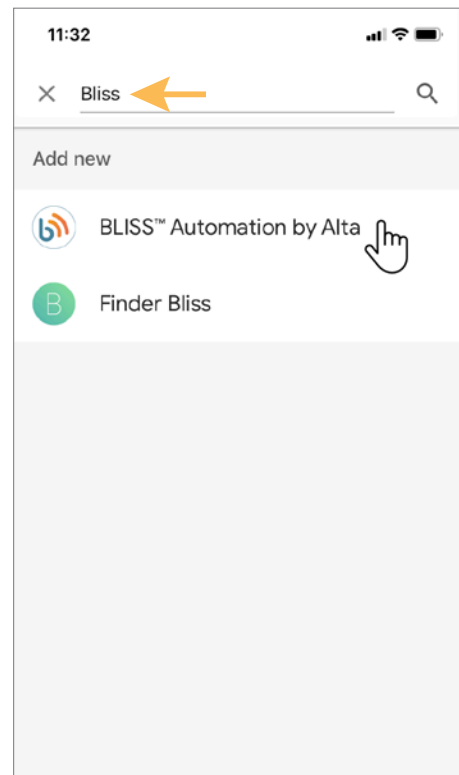 11:32
Bliss
Add new
BLISS™ Automation by Alta
B
Finder Bliss